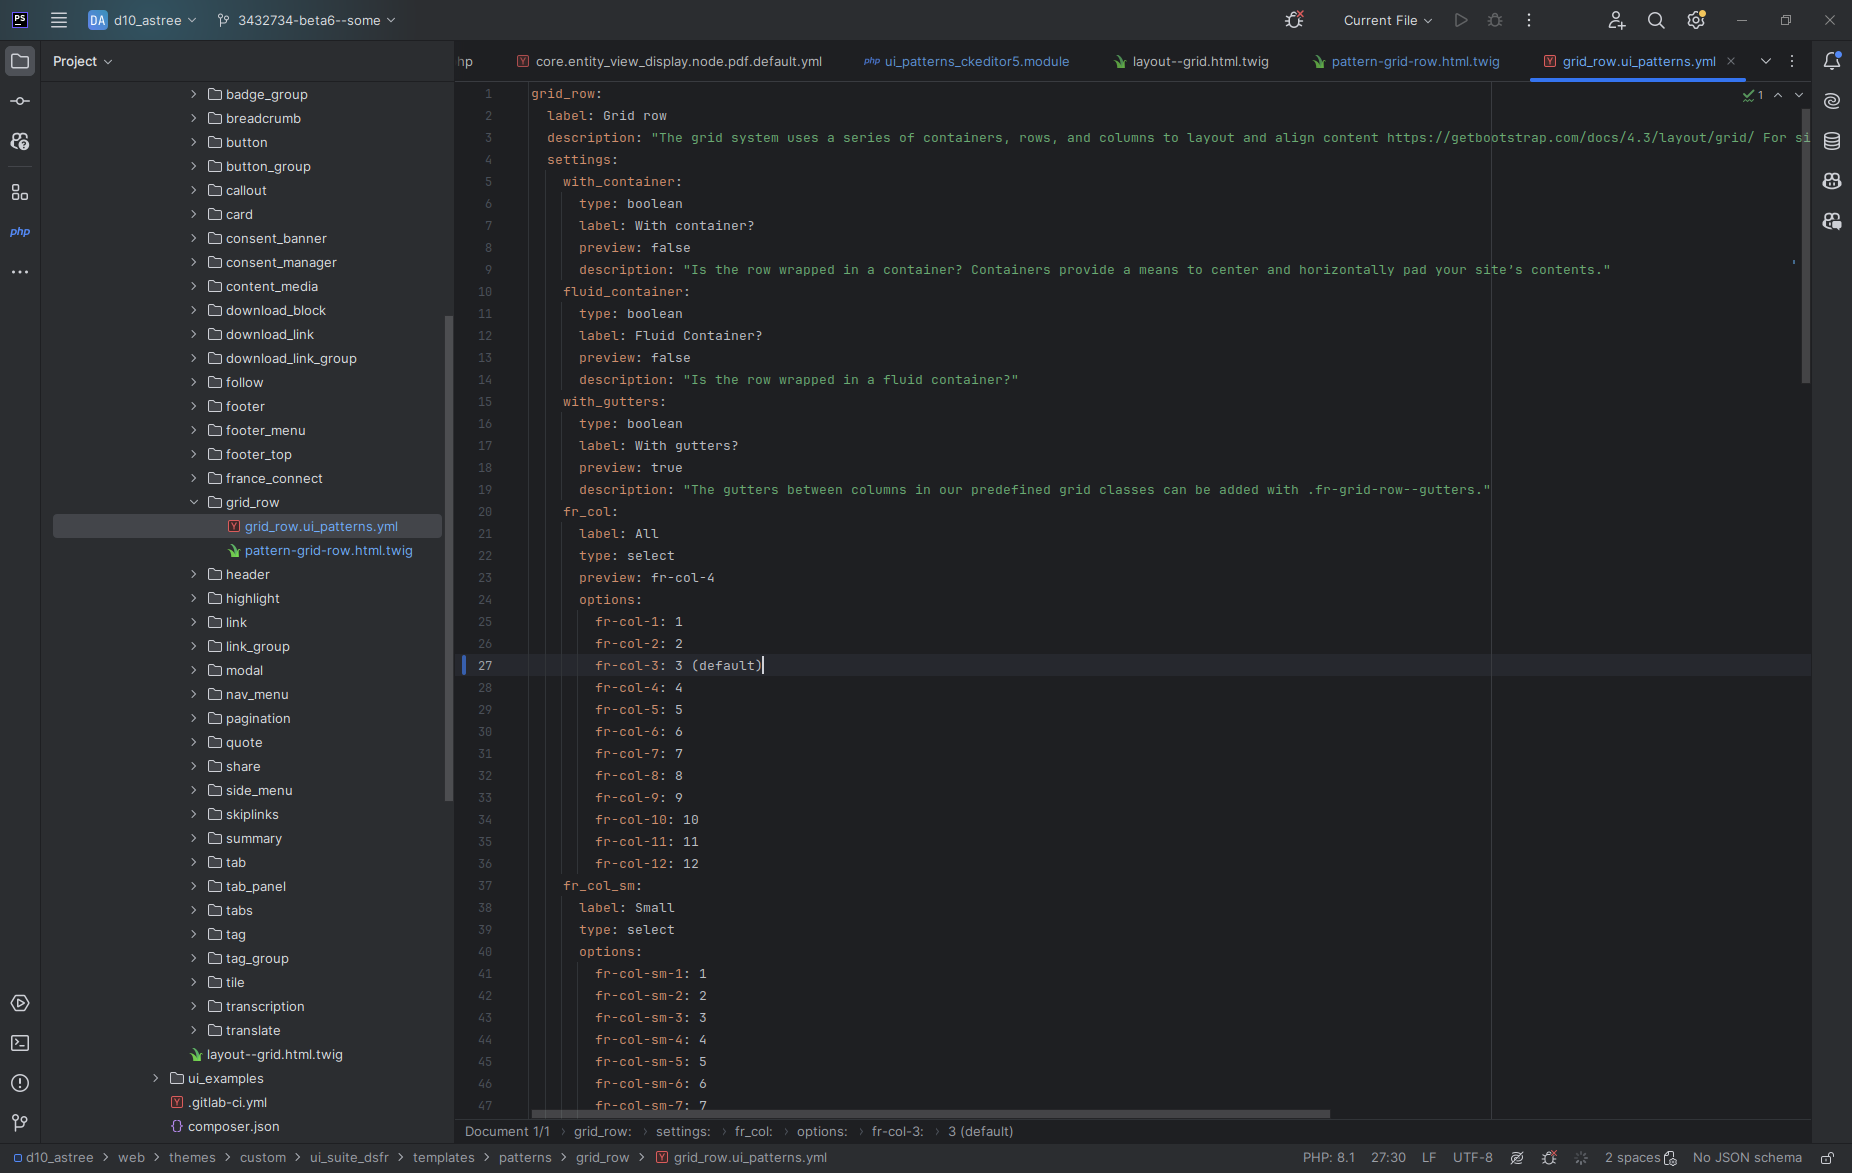 PS
DA d10_astree
3432734-beta6--some
Current File
Project
hp
core.entity_view_display.node.pdf.default.yml
php ui_patterns_ckeditor5.module
layout--grid.html.twig
pattern-grid-row.html.twig
grid_row.ui_patterns.yml
php
badge_group
breadcrumb
button
button_group
callout
card
consent_banner
consent_manager
content_media
download_block
download_link
download_link_group
follow
footer
footer_menu
footer_top
france_connect
grid_row
grid_row.ui_patterns.yml
pattern-grid-row.html.twig
header
highlight
link
link_group
modal
nav_menu
pagination
quote
share
side_menu
skiplinks
summary
tab
tab_panel
tabs
tag
tag_group
tile
transcription
translate
layout--grid.html.twig
ui_examples
.gitlab-ci.yml
composer.json
1 grid_row:
1
2 label: Grid row
3 description: "The grid system uses a series of containers, rows, and columns to layout and align content https://getbootstrap.com/docs/4.3/layout/grid/ For si
4 settings:
5 with_container:
6 type: boolean
7 label: With container?
8 preview: false
9 description: "Is the row wrapped in a container? Containers provide a means to center and horizontally pad your site's contents."
10 fluid_container:
11 type: boolean
12 label: Fluid Container?
13 preview: false
14 description: "Is the row wrapped in a fluid container?"
15 with_gutters:
16 type: boolean
17 label: With gutters?
18 preview: true
19 description: "The gutters between columns in our predefined grid classes can be added with .fr-grid-row--gutters."
20 fr_col:
21 label: All
22 type: select
23 preview: fr-col-4
24 options:
25 fr-col-1: 1
26 fr-col-2: 2
27 fr-col-3: 3 (default)
28 fr-col-4: 4
29 fr-col-5: 5
30 fr-col-6: 6
31 fr-col-7: 7
32 fr-col-8: 8
33 fr-col-9: 9
34 fr-col-10: 10
35 fr-col-11: 11
36 fr-col-12: 12
37 fr_col_sm:
38 label: Small
39 type: select
40 options:
41 fr-col-sm-1: 1
42 fr-col-sm-2: 2
43 fr-col-sm-3: 3
44 fr-col-sm-4: 4
45 fr-col-sm-5: 5
46 fr-col-sm-6: 6
47 fr-col-sm-7: 7
Document 1/1 › grid_row: › settings: › fr_col: › options: › fr-col-3: › 3 (default)
d10_astree › web › themes › custom › ui_suite_dsfr › templates › patterns › grid_row › grid_row.ui_patterns.yml
PHP: 8.1 27:30 LF UTF-8 2 spaces No JSON schema